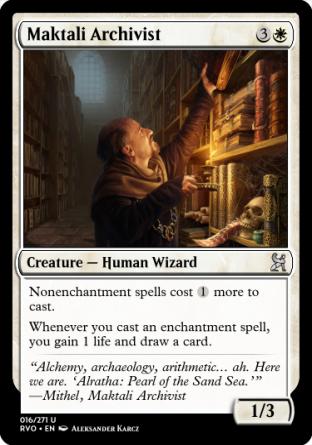 Maktali Archivist 3
Creature — Human Wizard
Nonenchantment spells cost 1 more to
cast.
Whenever you cast an enchantment spell,
you gain 1 life and draw a card.
“Alchemy, archaeology, arithmetic... ah. Here
we are. ‘Alratha: Pearl of the Sand Sea.’”
—Mithel, Maktali Archivist
1/3
016/271 U
RVO • EN Aleksander Karcz